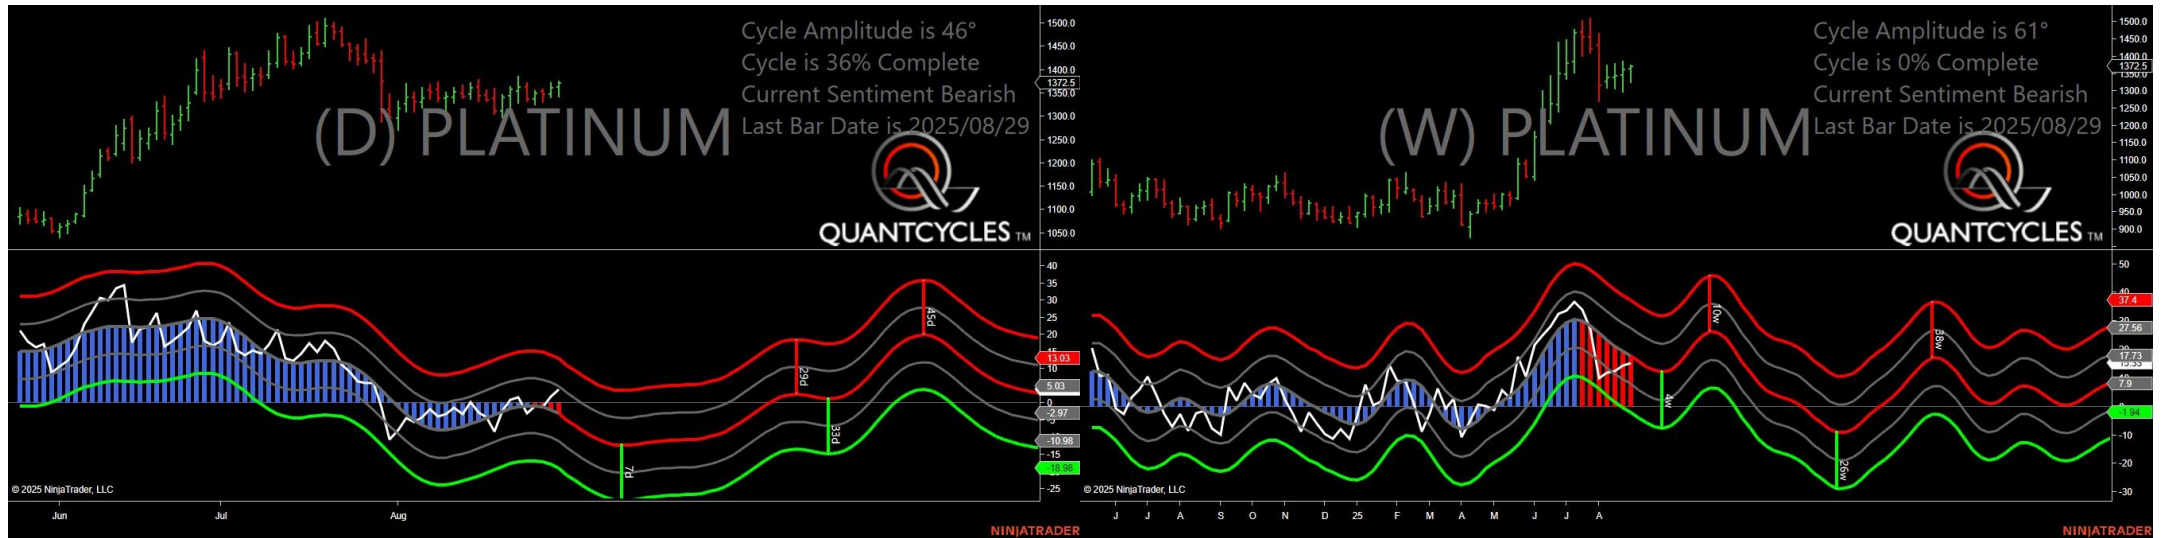 (D) PLATINUM
Cycle Amplitude is 46°
Cycle is 36% Complete
Current Sentiment Bearish
Last Bar Date is 2025/08/29
QUANTCYCLES TM
1500.0
1450.0
1400.0
1372.5
1350.0
1300.0
1250.0
1200.0
1150.0
1100.0
1050.0
40
35
30
25
20
15
13.03
5.03
0
-2.97
-5
-10.98
-15
-18.98
-25
7d
29d
33d
45d
© 2025 NinjaTrader, LLC
Jun
Jul
Aug
NINJATRADER
(W) PLATINUM
Cycle Amplitude is 61°
Cycle is 0% Complete
Current Sentiment Bearish
Last Bar Date is 2025/08/29
QUANTCYCLES TM
1500.0
1450.0
1400.0
1372.5
1350.0
1300.0
1250.0
1200.0
1150.0
1100.0
1050.0
1000.0
950.0
900.0
50
37.4
27.56
17.73
15.33
7.9
-1.94
-10
-20
-30
4w
10w
26w
38w
© 2025 NinjaTrader, LLC
J
J
A
S
O
N
D
25
F
M
A
M
J
J
A
NINJATRADER